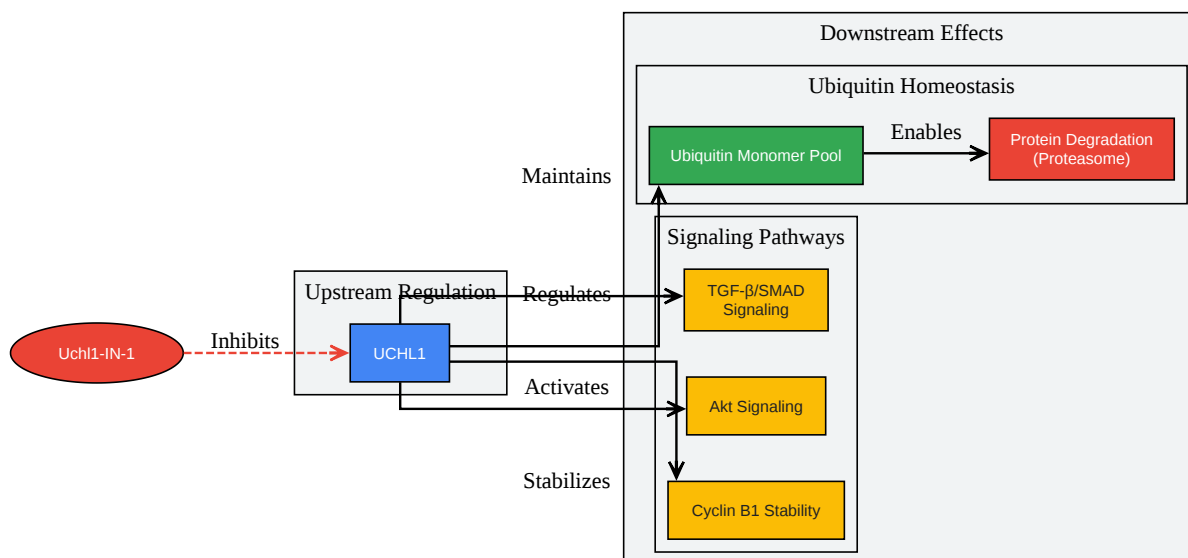 Downstream Effects
Ubiquitin Homeostasis
Ubiquitin Monomer Pool
Enables
Protein Degradation
(Proteasome)
Maintains
Signaling Pathways
Upstream Regulation
Regulates
TGF-β/SMAD
Signaling
Uchl1-IN-1
Inhibits
UCHL1
Activates
Akt Signaling
Stabilizes
Cyclin B1 Stability